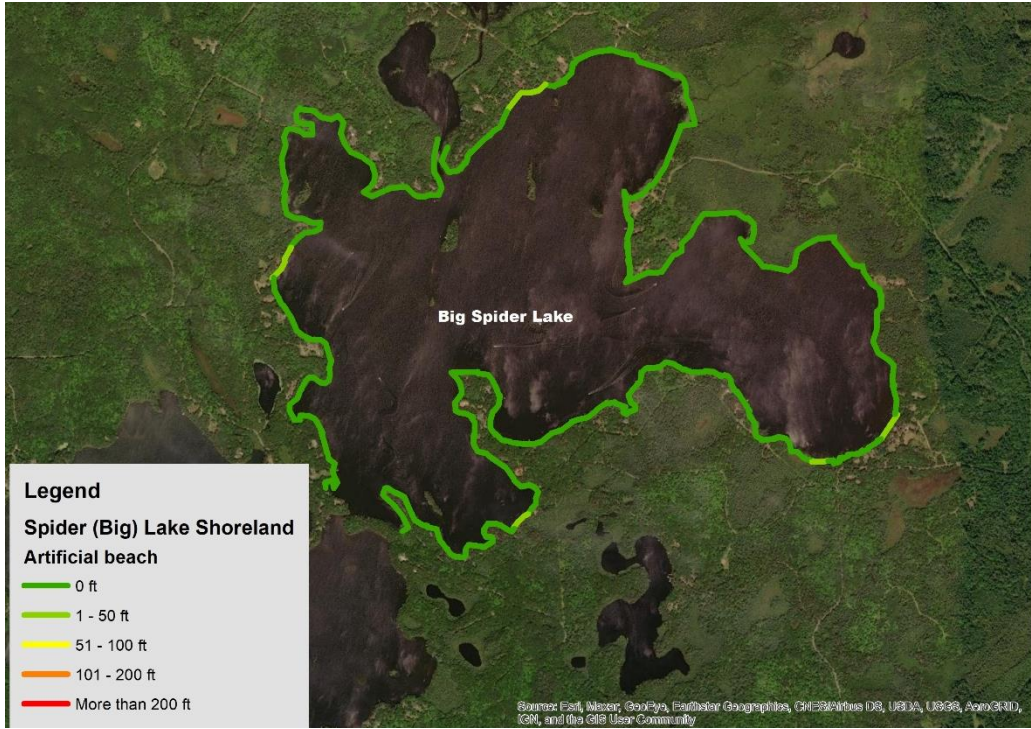 Big Spider Lake
Legend
Spider (Big) Lake Shoreland
Artificial beach
0 ft
1 - 50 ft
51 - 100 ft
101 - 200 ft
More than 200 ft
Source: Esri, Maxar, GeoEye, Earthstar Geographics, CNES/Airbus DS, USDA, USGS, AeroGRID,
IGN, and the GIS User Community